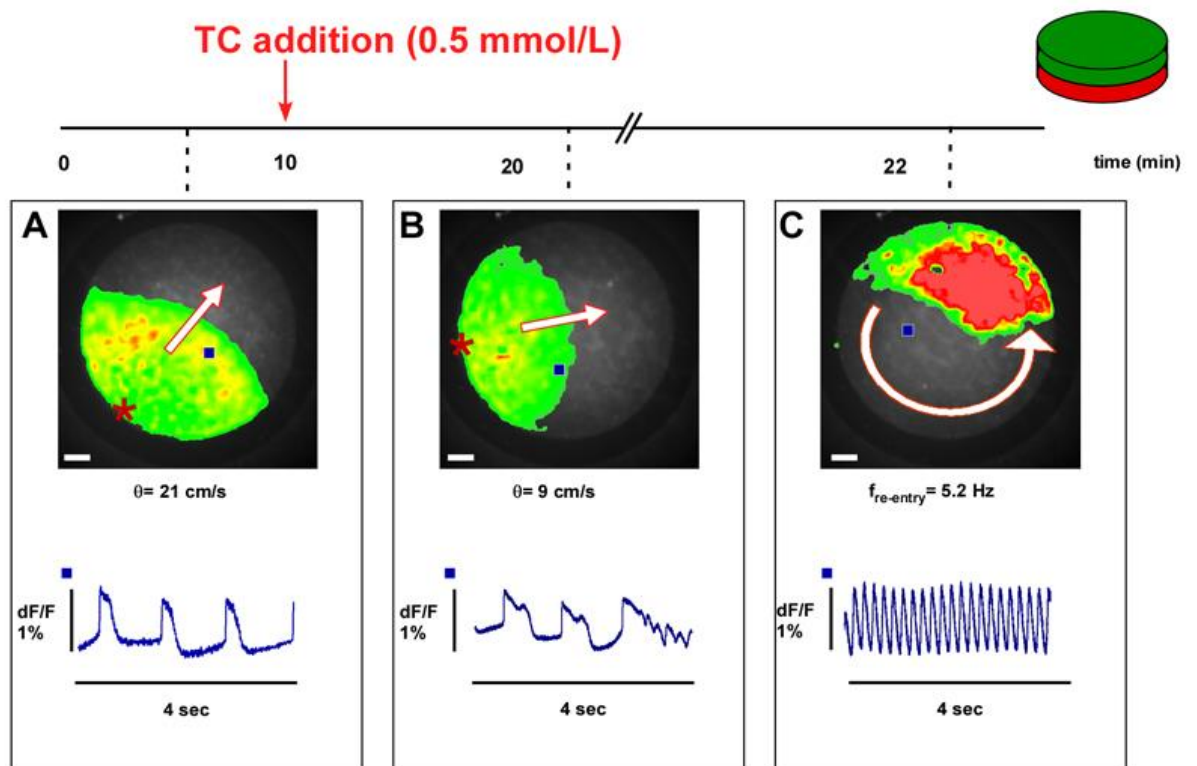 TC addition (0.5 mmol/L)
0
10
20
22
time (min)
A
B
C
θ= 21 cm/s
θ= 9 cm/s
fre-entry= 5.2 Hz
dF/F
1%
4 sec
dF/F
1%
4 sec
dF/F
1%
4 sec